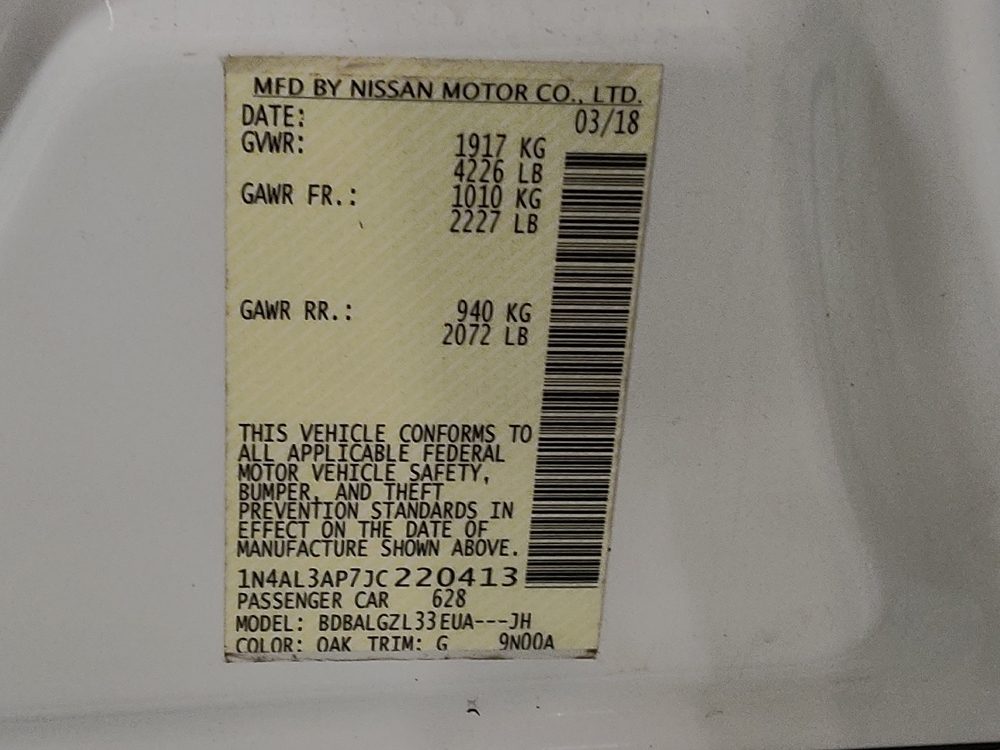 MFD BY NISSAN MOTOR CO., LTD.
DATE: 03/18
GVWR: 1917 KG
4226 LB
GAWR FR.: 1010 KG
2227 LB
GAWR RR.: 940 KG
2072 LB
THIS VEHICLE CONFORMS TO
ALL APPLICABLE FEDERAL
MOTOR VEHICLE SAFETY,
BUMPER, AND THEFT
PREVENTION STANDARDS IN
EFFECT ON THE DATE OF
MANUFACTURE SHOWN ABOVE.
1N4AL3AP7JC220413
PASSENGER CAR 628
MODEL: BDBALGZL33EUA---JH
COLOR: QAK TRIM: G 9N00A